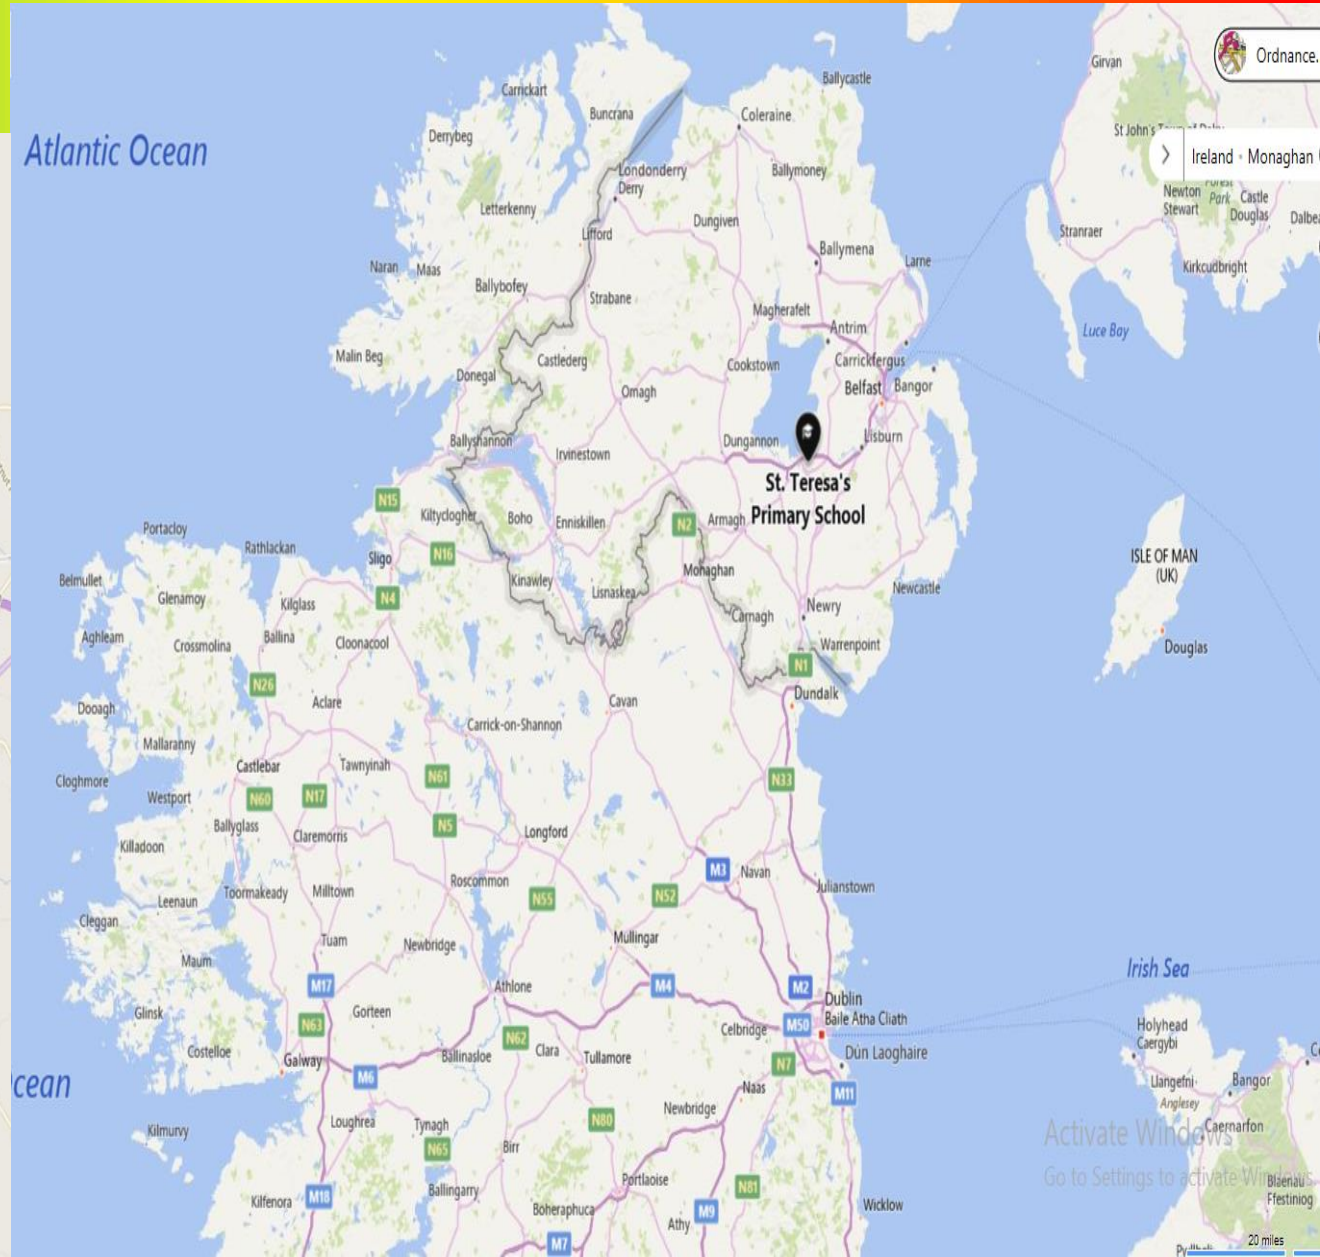 Ordnance.
Ireland • Monaghan
Atlantic Ocean
Carrickart
Buncrana
Ballycastle
Girvan
Derrybeg
Coleraine
Londonderry
Derry
Ballymoney
Newton
Stewart
Forest
Park
Castle
Douglas
Letterkenny
Dungiven
Stranraer
Lifford
Ballymena
Larne
Kirkcudbright
Naran
Maas
Ballybofey
Strabane
Magherafelt
Antrim
Luce Bay
Malin Beg
Castlederg
Cookstown
Carrickfergus
Donegal
Omagh
Belfast
Bangor
Ballyshannon
Irvinestown
Dungannon
Lisburn
St. Teresa's
Primary School
N15
Kiltyclogher
Boho
Enniskillen
N2
Armagh
Portacloy
Rathlackan
Sligo
N16
ISLE OF MAN
(UK)
Belmullet
Glenamoy
Kinawley
Lisnaskea
Monaghan
Newcastle
N4
Kilglass
Carnagh
Newry
Aghleam
Crossmolina
Ballina
Cloonacool
Warrenpoint
Douglas
N26
N1
Dundalk
Dooagh
Aclare
Cavan
Carrick-on-Shannon
Mallaranny
Castlebar
Tawnyinah
N61
N33
Cloghmore
Westport
N60
N17
Ballyglass
Claremorris
N5
Longford
Killadoon
M3
Navan
Toormakeady
Milltown
Roscommon
N55
N52
Julianstown
Leenaun
Cleggan
Tuam
Newbridge
Mullingar
Maum
Irish Sea
M17
Athlone
M4
M2
Dublin
Baile Átha Cliath
Glinsk
N63
Gorteen
N62
Celbridge
M50
Holyhead
Caergybi
Costelloe
Galway
Ballinasloe
Clara
Tullamore
N7
Dún Laoghaire
M6
Naas
M11
Llangefni
Bangor
Anglesey
cean
Newbridge
Loughrea
Tynagh
N80
Caernarfon
Kilmurvy
N65
Birr
Activate Windows
Go to Settings to activate Windows.
Portlaoise
N81
Blaenau
Ffestiniog
Kilfenora
M18
Ballingarry
Boheraphuca
Athy
M9
Wicklow
M7
20 miles